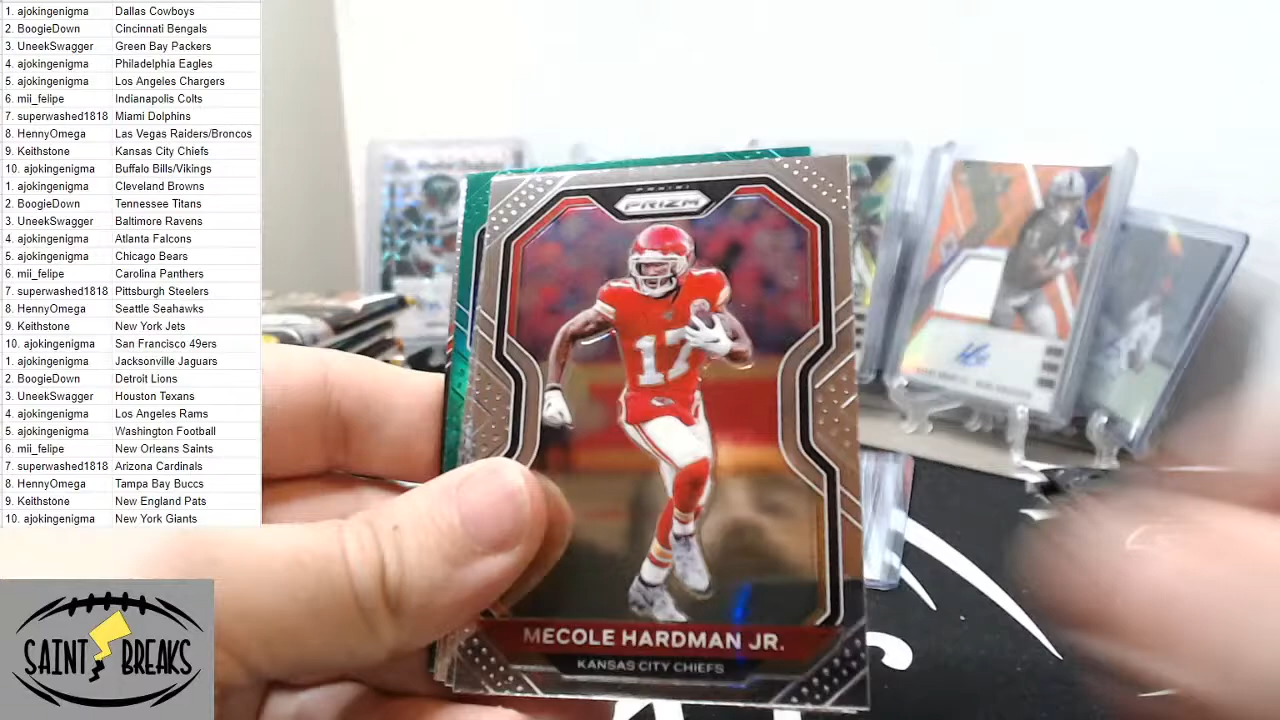 1. ajokingenigma Dallas Cowboys
2. BoogieDown Cincinnati Bengals
3. UneekSwagger Green Bay Packers
4. ajokingenigma Philadelphia Eagles
5. ajokingenigma Los Angeles Chargers
6. mii_felipe Indianapolis Colts
7. superwashed1818 Miami Dolphins
8. HennyOmega Las Vegas Raiders/Broncos
9. Keithstone Kansas City Chiefs
10. ajokingenigma Buffalo Bills/Vikings
1. ajokingenigma Cleveland Browns
2. BoogieDown Tennessee Titans
3. UneekSwagger Baltimore Ravens
4. ajokingenigma Atlanta Falcons
5. ajokingenigma Chicago Bears
6. mii_felipe Carolina Panthers
7. superwashed1818 Pittsburgh Steelers
8. HennyOmega Seattle Seahawks
9. Keithstone New York Jets
10. ajokingenigma San Francisco 49ers
1. ajokingenigma Jacksonville Jaguars
2. BoogieDown Detroit Lions
3. UneekSwagger Houston Texans
4. ajokingenigma Los Angeles Rams
5. ajokingenigma Washington Football
6. mii_felipe New Orleans Saints
7. superwashed1818 Arizona Cardinals
8. HennyOmega Tampa Bay Buccs
9. Keithstone New England Pats
10. ajokingenigma New York Giants
PANINI
PRIZM
17
17
MECOLE HARDMAN JR.
KANSAS CITY CHIEFS
SAINT BREAKS